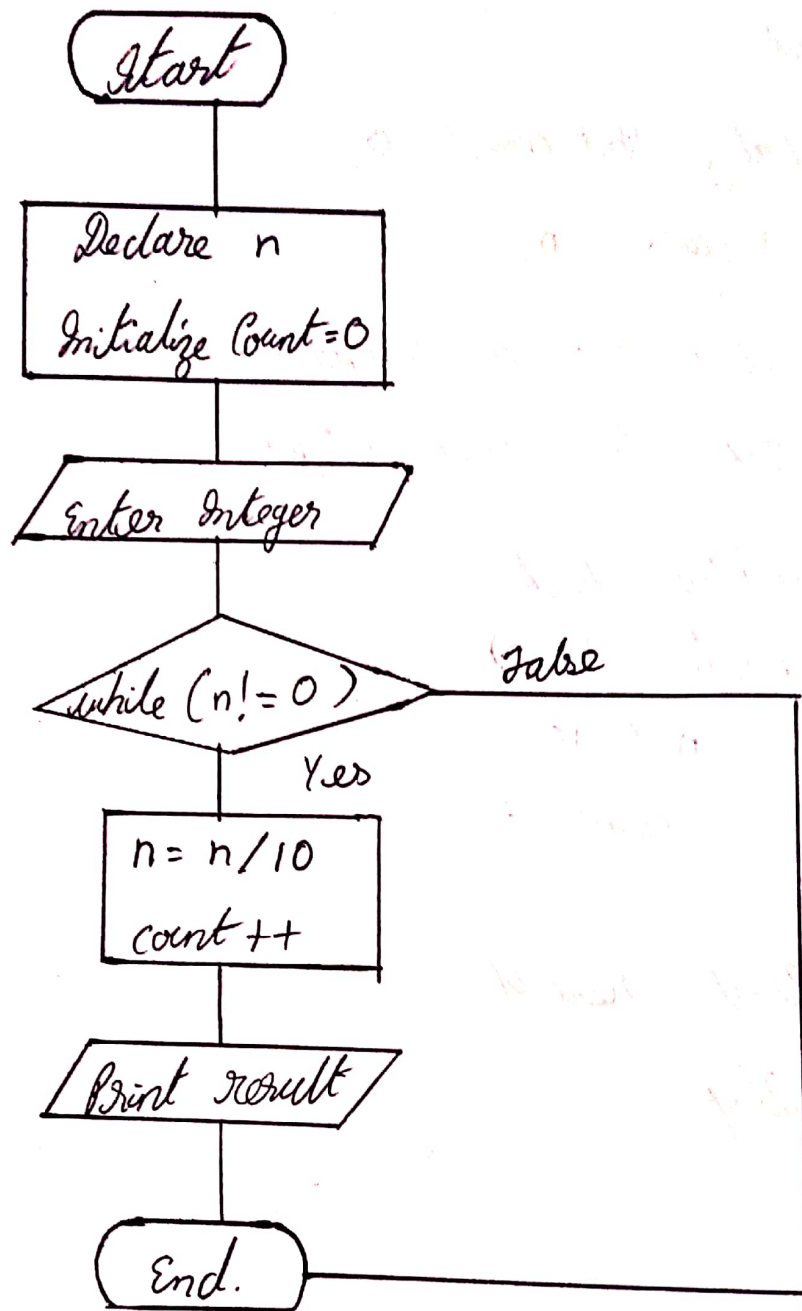 Start
Declare n
Initialize Count=0
Enter Integer
while (n!=0)
False
Yes
n= n/10
count++
Print result
End.